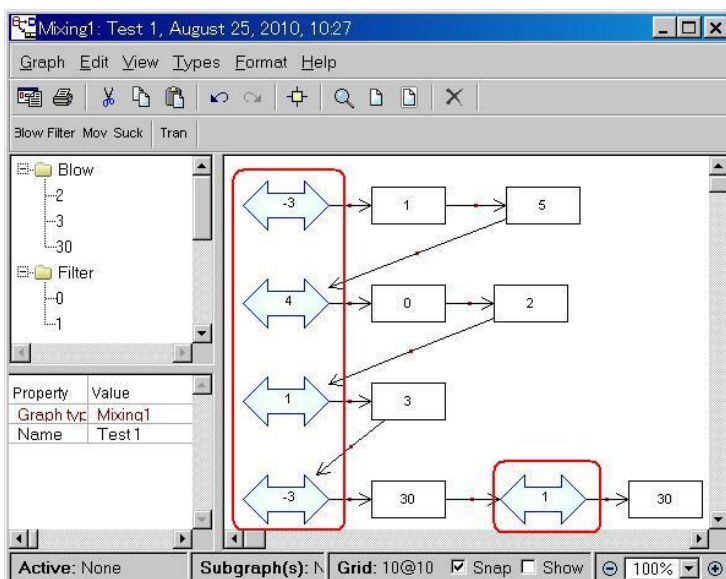 Mixing1: Test 1, August 25, 2010, 10:27
Graph Edit View Types Format Help
Blow Filter Mov Suck Tran
Blow
2
3
30
Filter
0
1
Property Value
Graph typ Mixing1
Name Test 1
-3 1 5
4 0 2
1 3
-3 30 1 30
Active: None Subgraph(s): N Grid: 10@10 Snap Show 100%